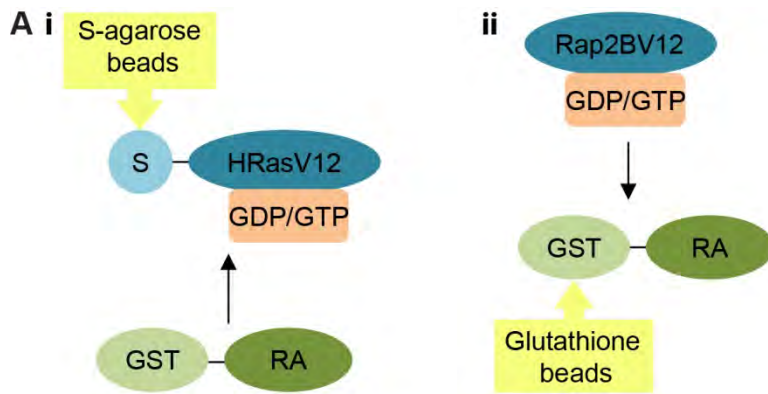 A i
S-agarose
beads
S
HRasV12
GDP/GTP
GST
RA
ii
Rap2BV12
GDP/GTP
GST
RA
Glutathione
beads